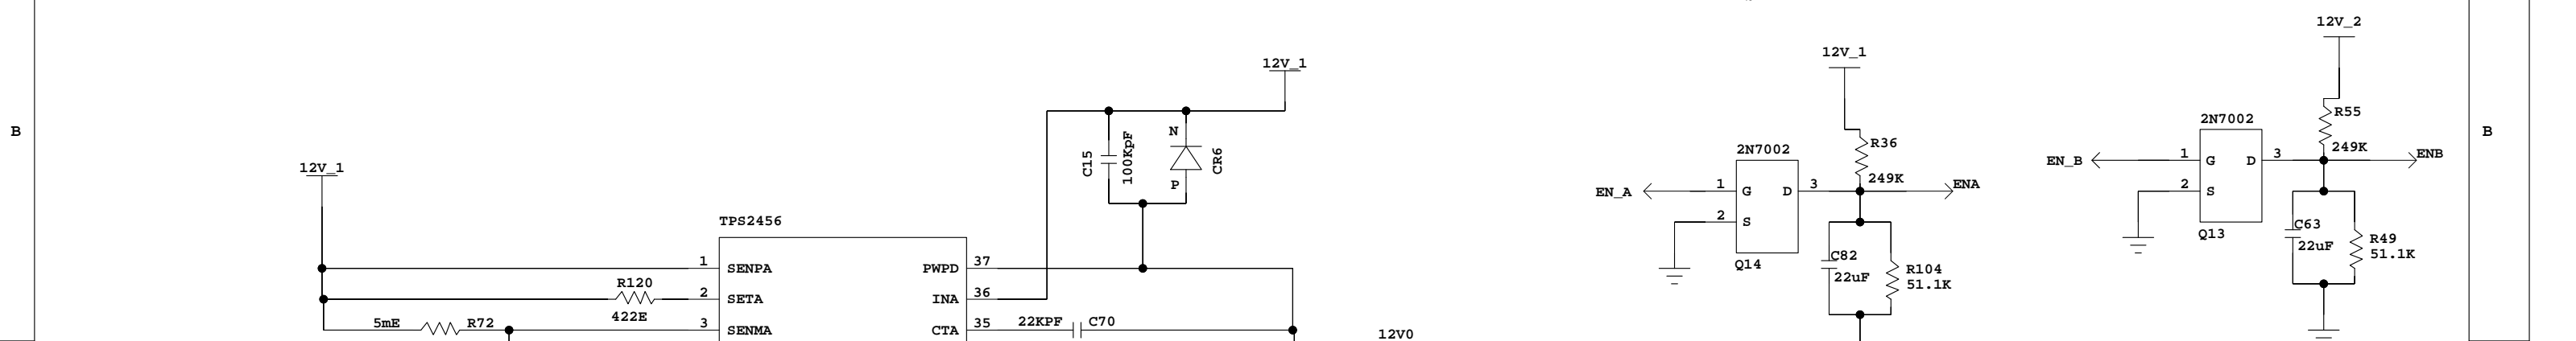 12V_2
12V_1
12V_1
R55
2N7002
B
N
B
100KpF
C15
CR6
R36
249K
2N7002
EN_B
1
G
D
3
ENB
12V_1
P
249K
EN_A
1
G
D
3
ENA
2
S
TPS2456
2
S
C63
Q13
22uF
R49
51.1K
C82
Q14
22uF
R104
51.1K
1
SENPA
PWPD
37
R120
2
SETA
INA
36
422E
5mE
R72
3
SENMA
CTA
35
22KPF
C70
12V0